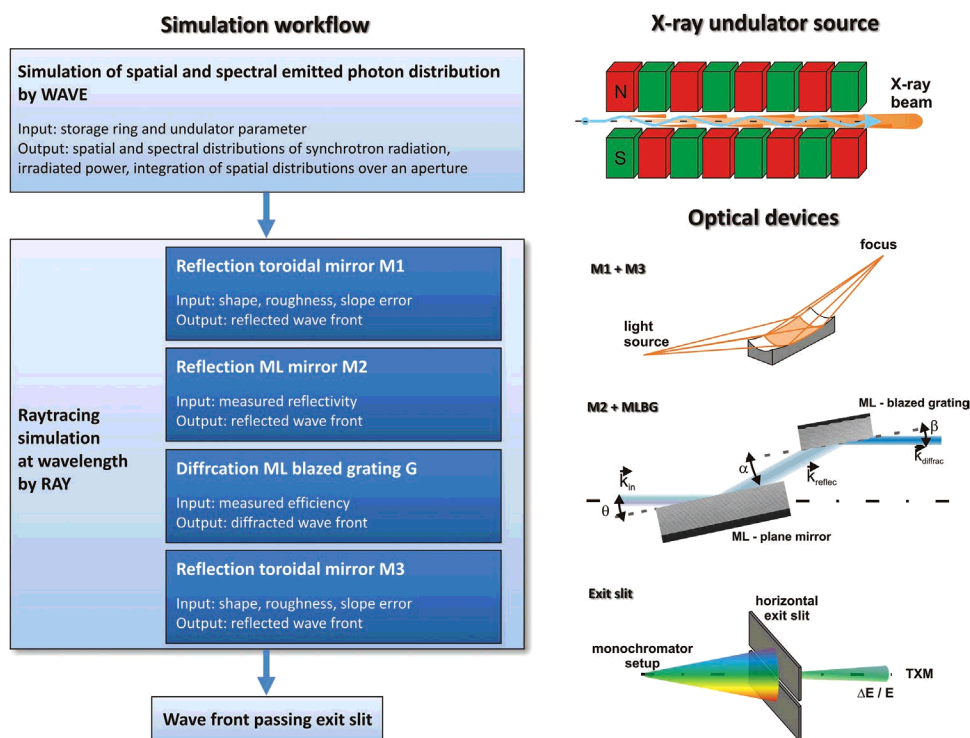 Simulation workflow
Simulation of spatial and spectral emitted photon distribution
by WAVE
Input: storage ring and undulator parameter
Output: spatial and spectral distributions of synchrotron radiation,
irradiated power, integration of spatial distributions over an aperture
Raytracing
simulation
at wavelength
by RAY
Reflection toroidal mirror M1
Input: shape, roughness, slope error
Output: reflected wave front
Reflection ML mirror M2
Input: measured reflectivity
Output: reflected wave front
Diffrcation ML blazed grating G
Input: measured efficiency
Output: diffracted wave front
Reflection toroidal mirror M3
Input: shape, roughness, slope error
Output: reflected wave front
Wave front passing exit slit
X-ray undulator source
N
S
X-ray
beam
Optical devices
M1 + M3
focus
light
source
M2 + MLBG
ML - blazed grating
β
k diffrac
α
k reflec
k in
θ
ML - plane mirror
Exit slit
horizontal
exit slit
monochromator
setup
TXM
ΔE / E